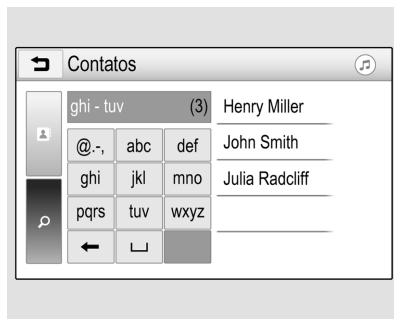 Contatos
ghi - tuv (3)
@.-, abc def
ghi jkl mno
pqrs tuv wxyz
Henry Miller
John Smith
Julia Radcliff